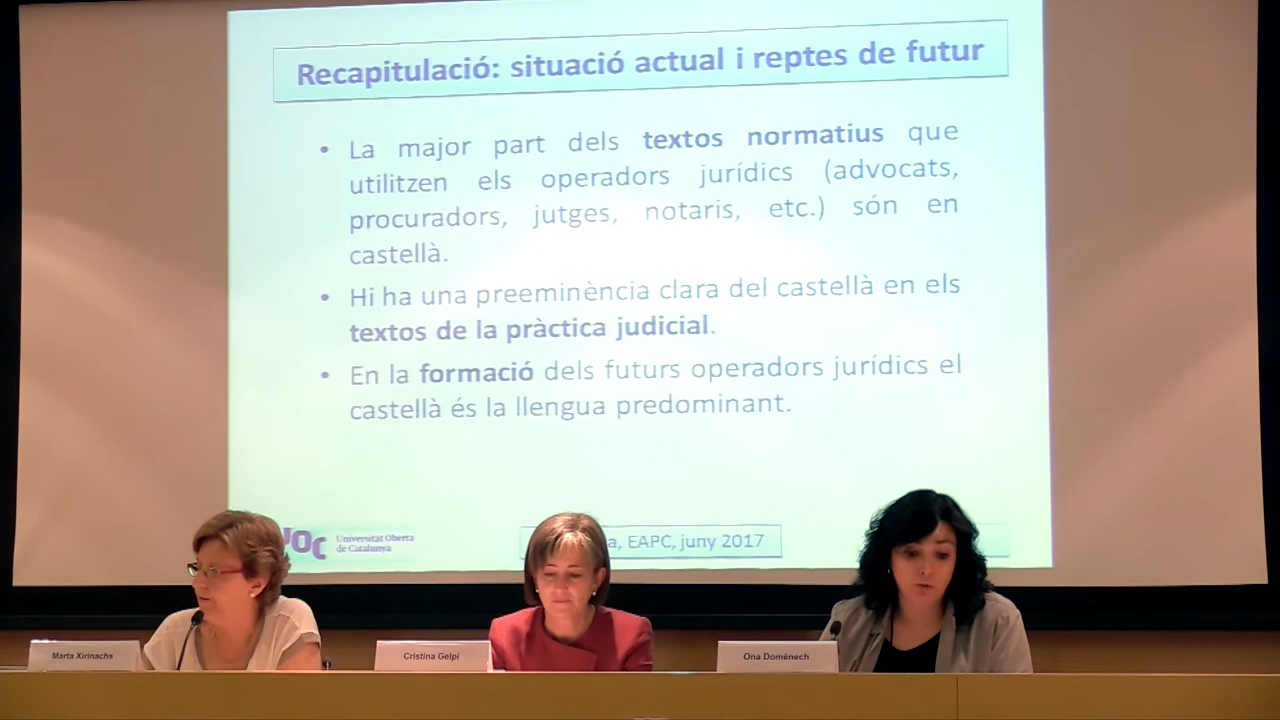 Recapitulació: situació actual i reptes de futur
• La major part dels textos normatius que
utilitzen els operadors jurídics (advocats,
procuradors, jutges, notaris, etc.) són en
castellà.
• Hi ha una preeminència clara del castellà en els
textos de la pràctica judicial.
• En la formació dels futurs operadors jurídics el
castellà és la llengua predominant.
UOC
Universitat Oberta
de Catalunya
EAPC, juny 2017
Marta Xirinachs
Cristina Gelpí
Ona Domènech